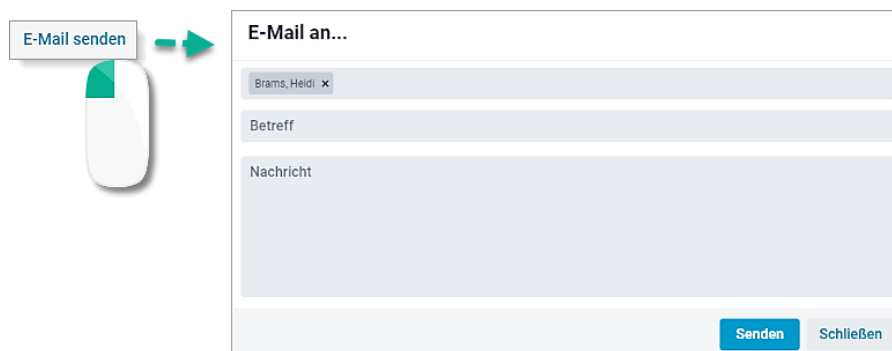 E-Mail senden
E-Mail an...
Brams, Heidi ×
Betreff
Nachricht
Senden Schließen